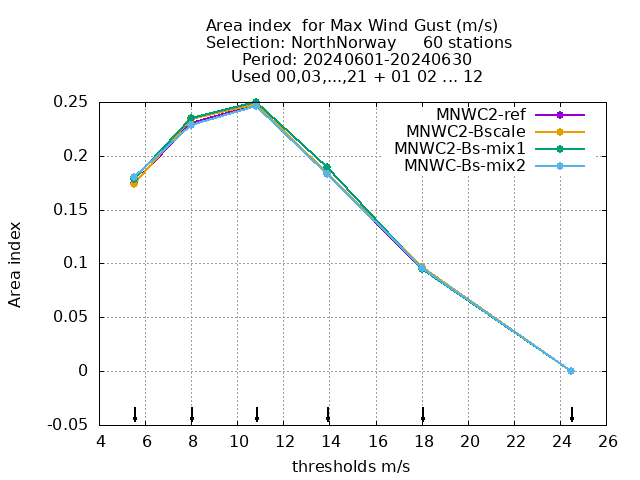 Area index  for Max Wind Gust (m/s)
Selection: NorthNorway     60 stations
Period: 20240601-20240630
Used 00,03,...,21 + 01 02 ... 12
MNWC2-ref
MNWC2-Bscale
MNWC2-Bs-mix1
MNWC-Bs-mix2
0.25
0.2
0.15
0.1
0.05
0
-0.05
Area index
4 6 8 10 12 14 16 18 20 22 24 26
thresholds m/s